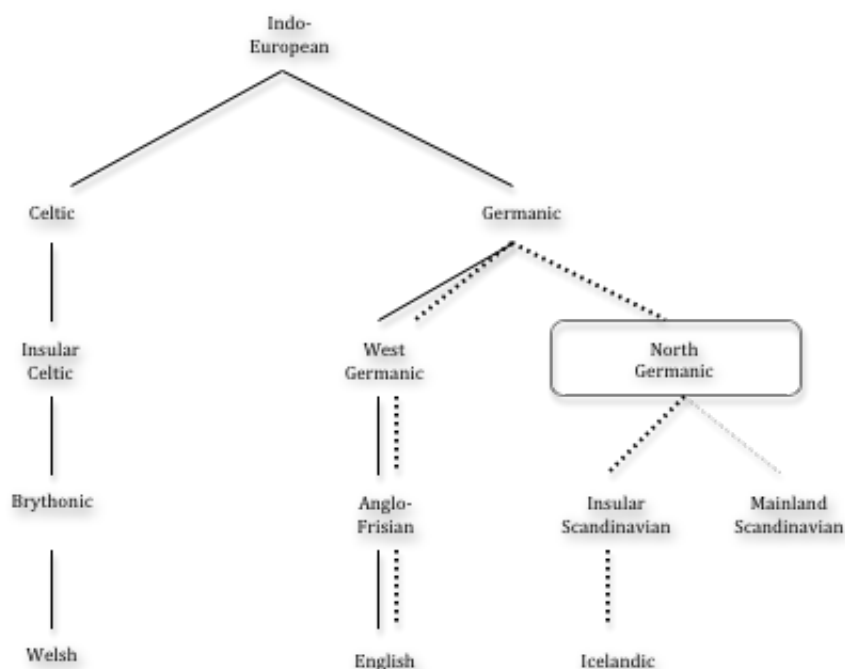 Indo-
European
Celtic
Germanic
Insular
Celtic
West
Germanic
North
Germanic
Brythonic
Anglo-
Frisian
Insular
Scandinavian
Mainland
Scandinavian
Welsh
English
Icelandic